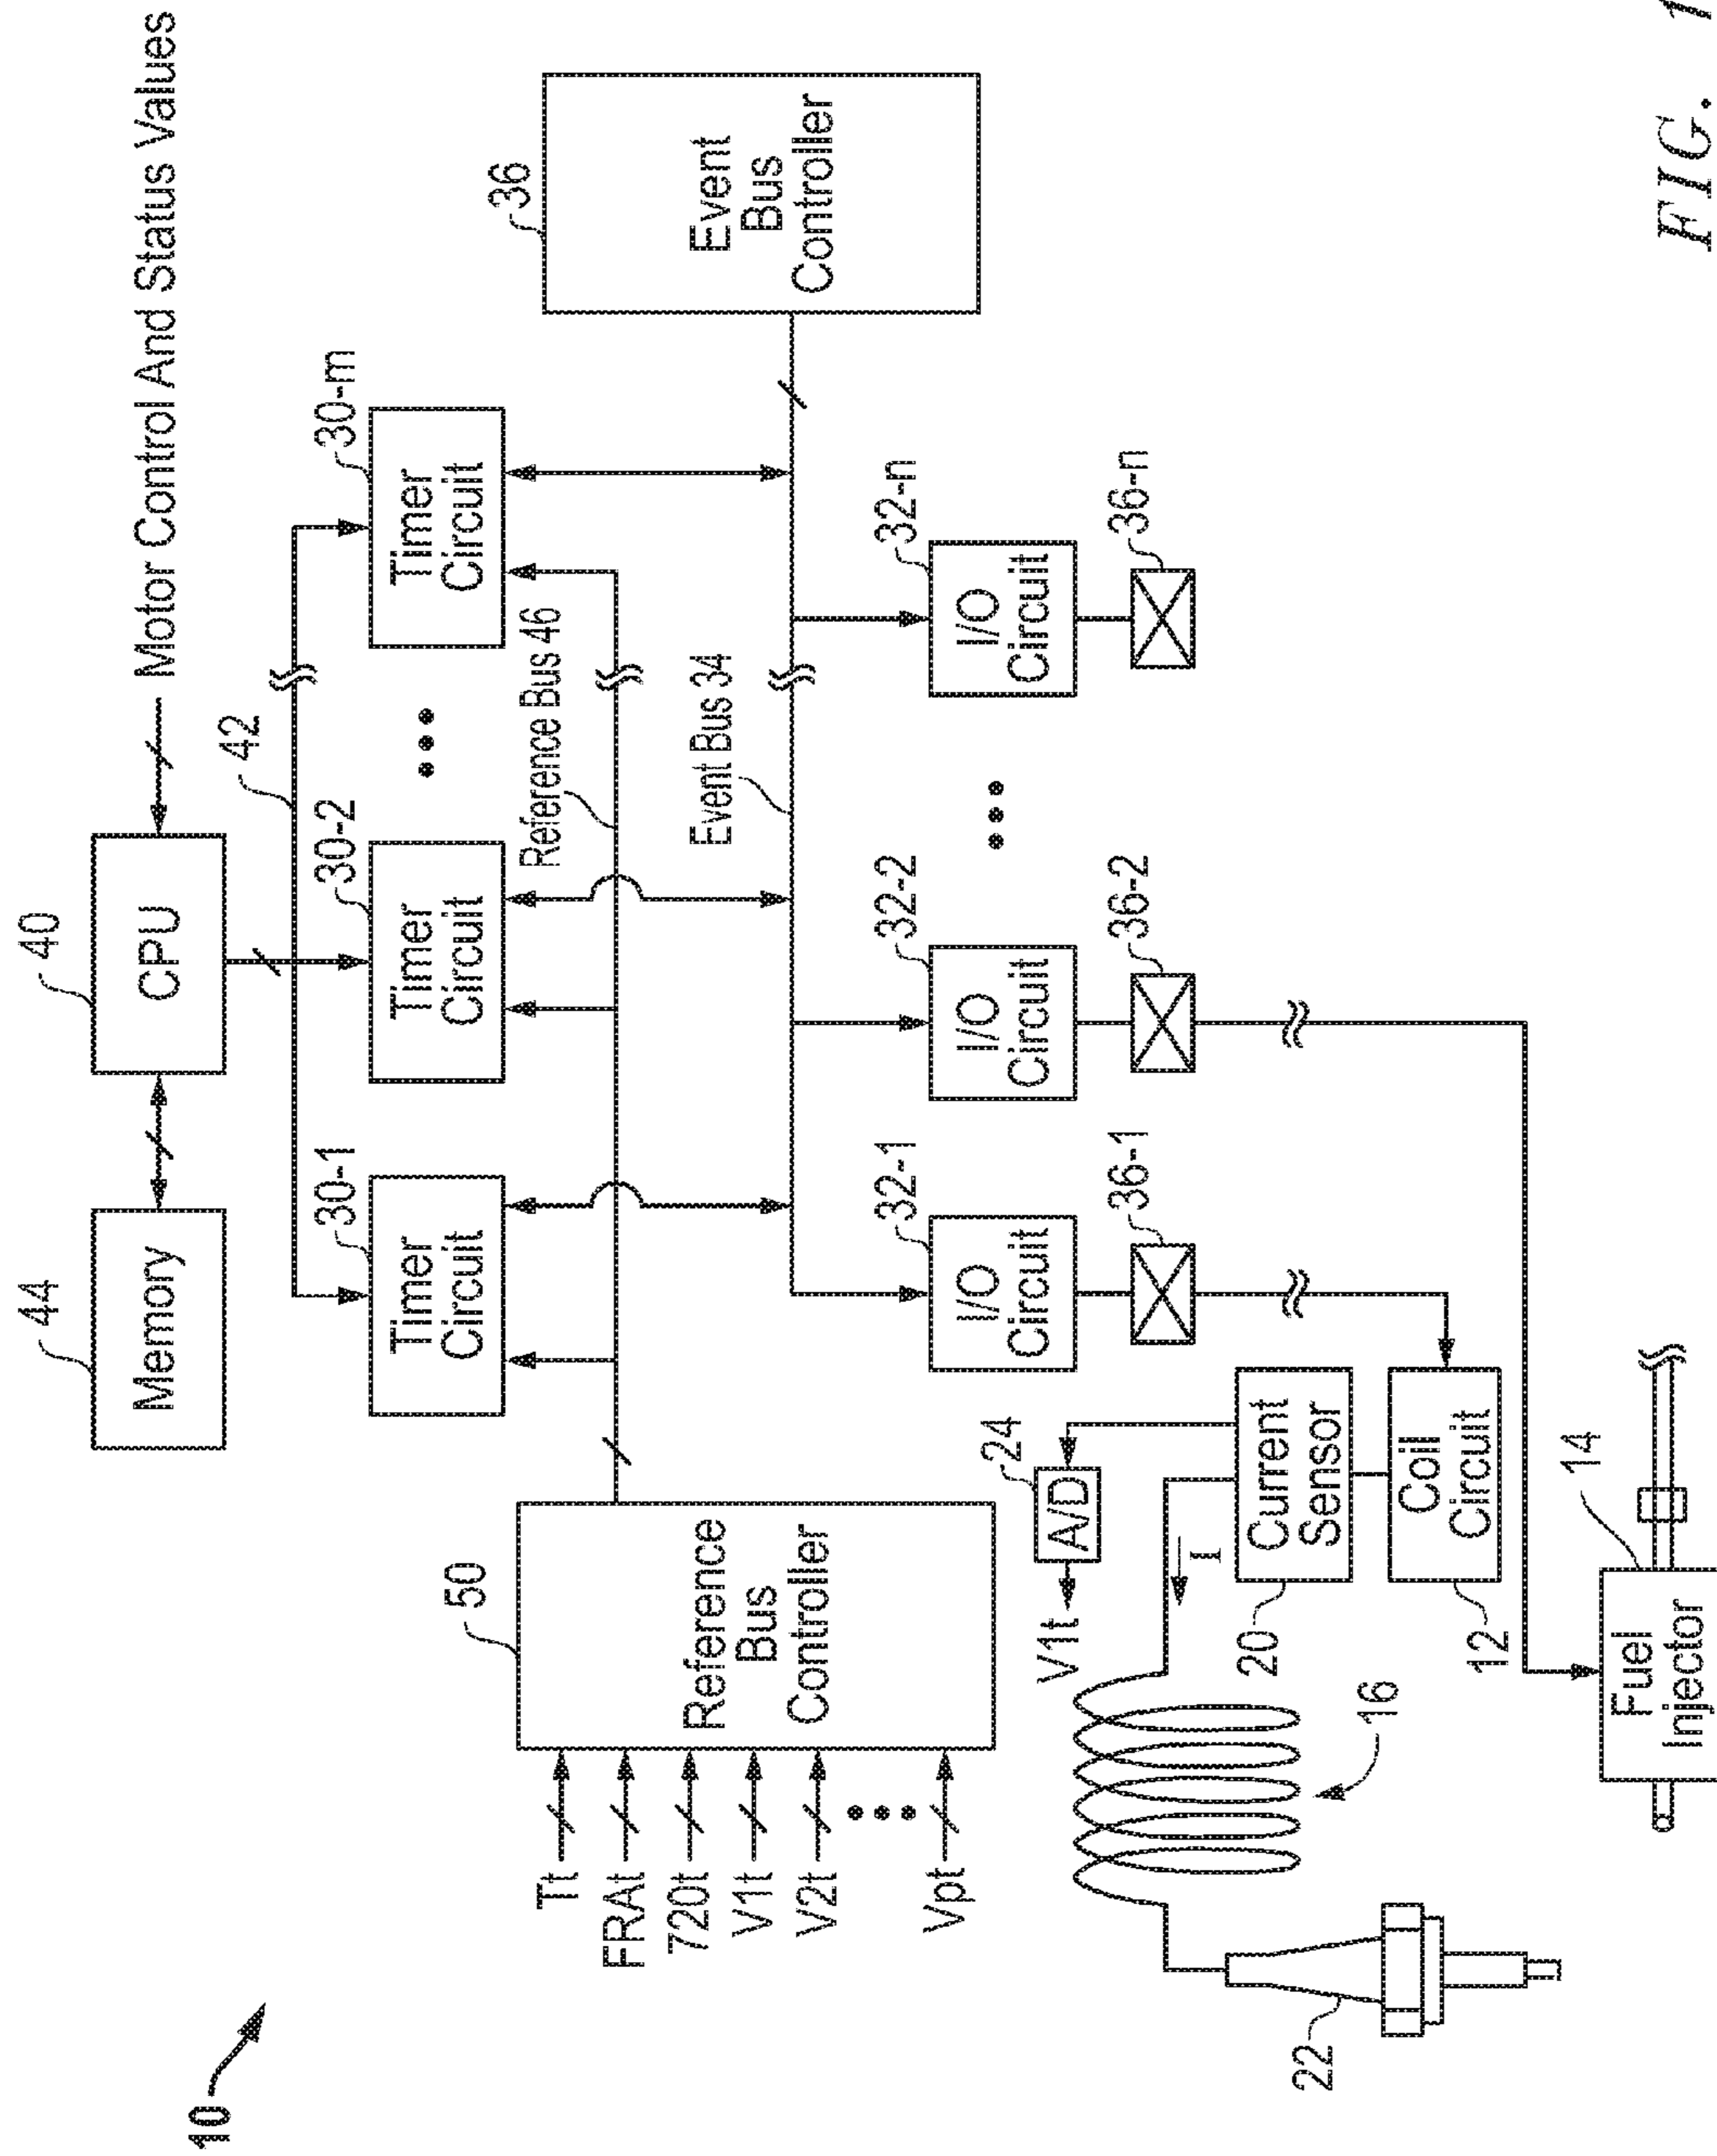 10
44
Memory
40
CPU
Motor Control And Status Values
42
30-1
Timer
Circuit
30-2
Timer
Circuit
30-m
Timer
Circuit
50
Reference
Bus
Controller
Tt
FRAt
720t
V1t
V2t
Vpt
Reference Bus 46
Event Bus 34
36
Event
Bus
Controller
32-1
I/O
Circuit
32-2
I/O
Circuit
32-n
I/O
Circuit
36-1
36-2
36-n
V1t
24
A/D
I
Current
Sensor
20
Coil
Circuit
12
16
22
14
Fuel
Injector
FIG. 1